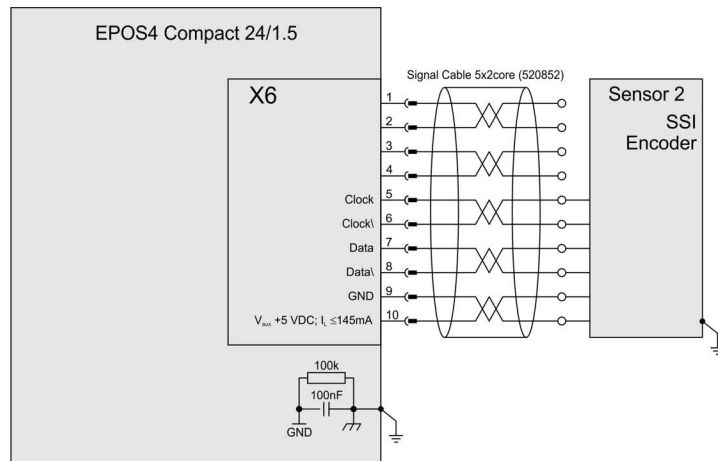 EPOS4 Compact 24/1.5
Signal Cable 5x2core (520852)
X6
Sensor 2
SSI
Encoder
1
2
3
4
Clock 5
Clock\ 6
Data 7
Data\ 8
GND 9
Vaux +5 VDC; IL ≤145mA 10
100k
100nF
GND